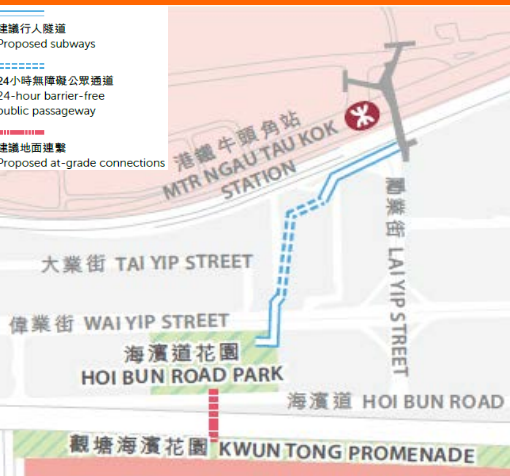 建議行人隧道
Proposed subways
24小時無障礙公眾通道
24-hour barrier-free
public passageway
建議地面連繫
Proposed at-grade connections
港鐵牛頭角站
MTR NGAU TAU KOK
STATION
勵業街 LAI YIP STREET
大業街 TAI YIP STREET
偉業街 WAI YIP STREET
海濱道花園
HOI BUN ROAD PARK
海濱道 HOI BUN ROAD
觀塘海濱花園 KWUN TONG PROMENADE